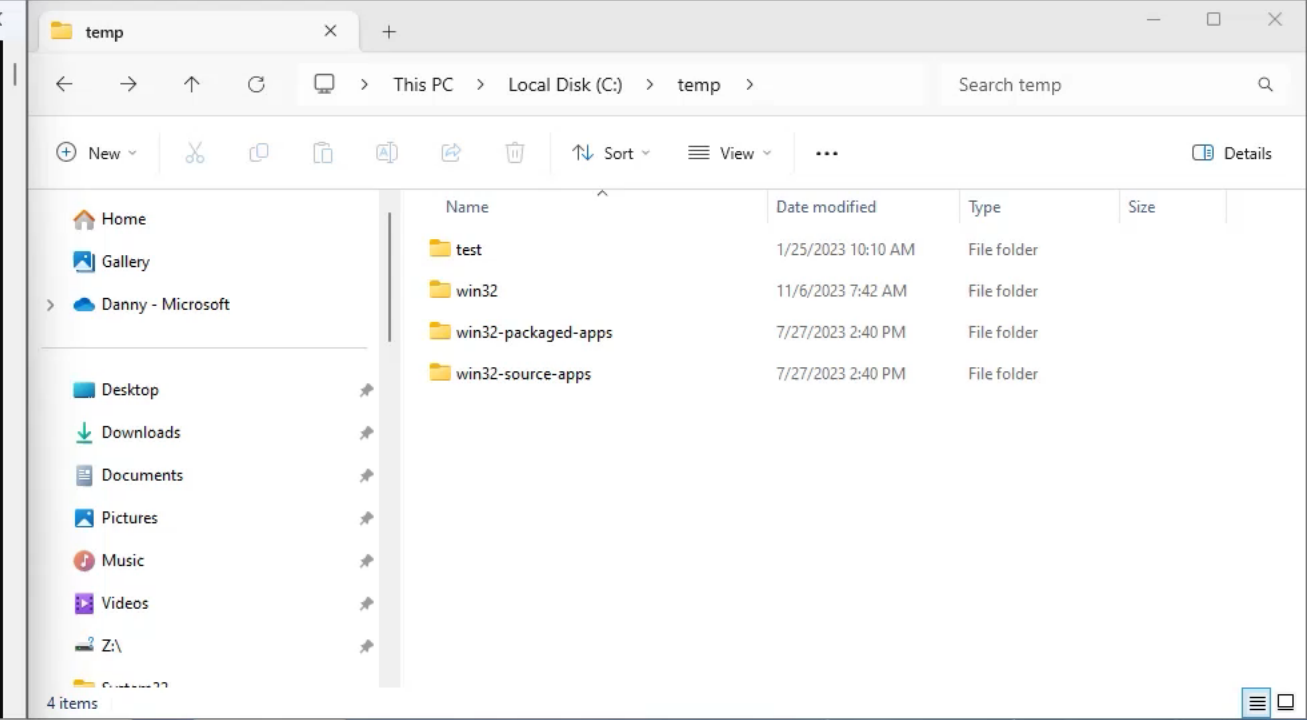 temp
This PC > Local Disk (C:) > temp >
Search temp
New
Sort
View
Details
Name Date modified Type Size
test 1/25/2023 10:10 AM File folder
win32 11/6/2023 7:42 AM File folder
win32-packaged-apps 7/27/2023 2:40 PM File folder
win32-source-apps 7/27/2023 2:40 PM File folder
Home
Gallery
Danny - Microsoft
Desktop
Downloads
Documents
Pictures
Music
Videos
Z:\
System32
4 items